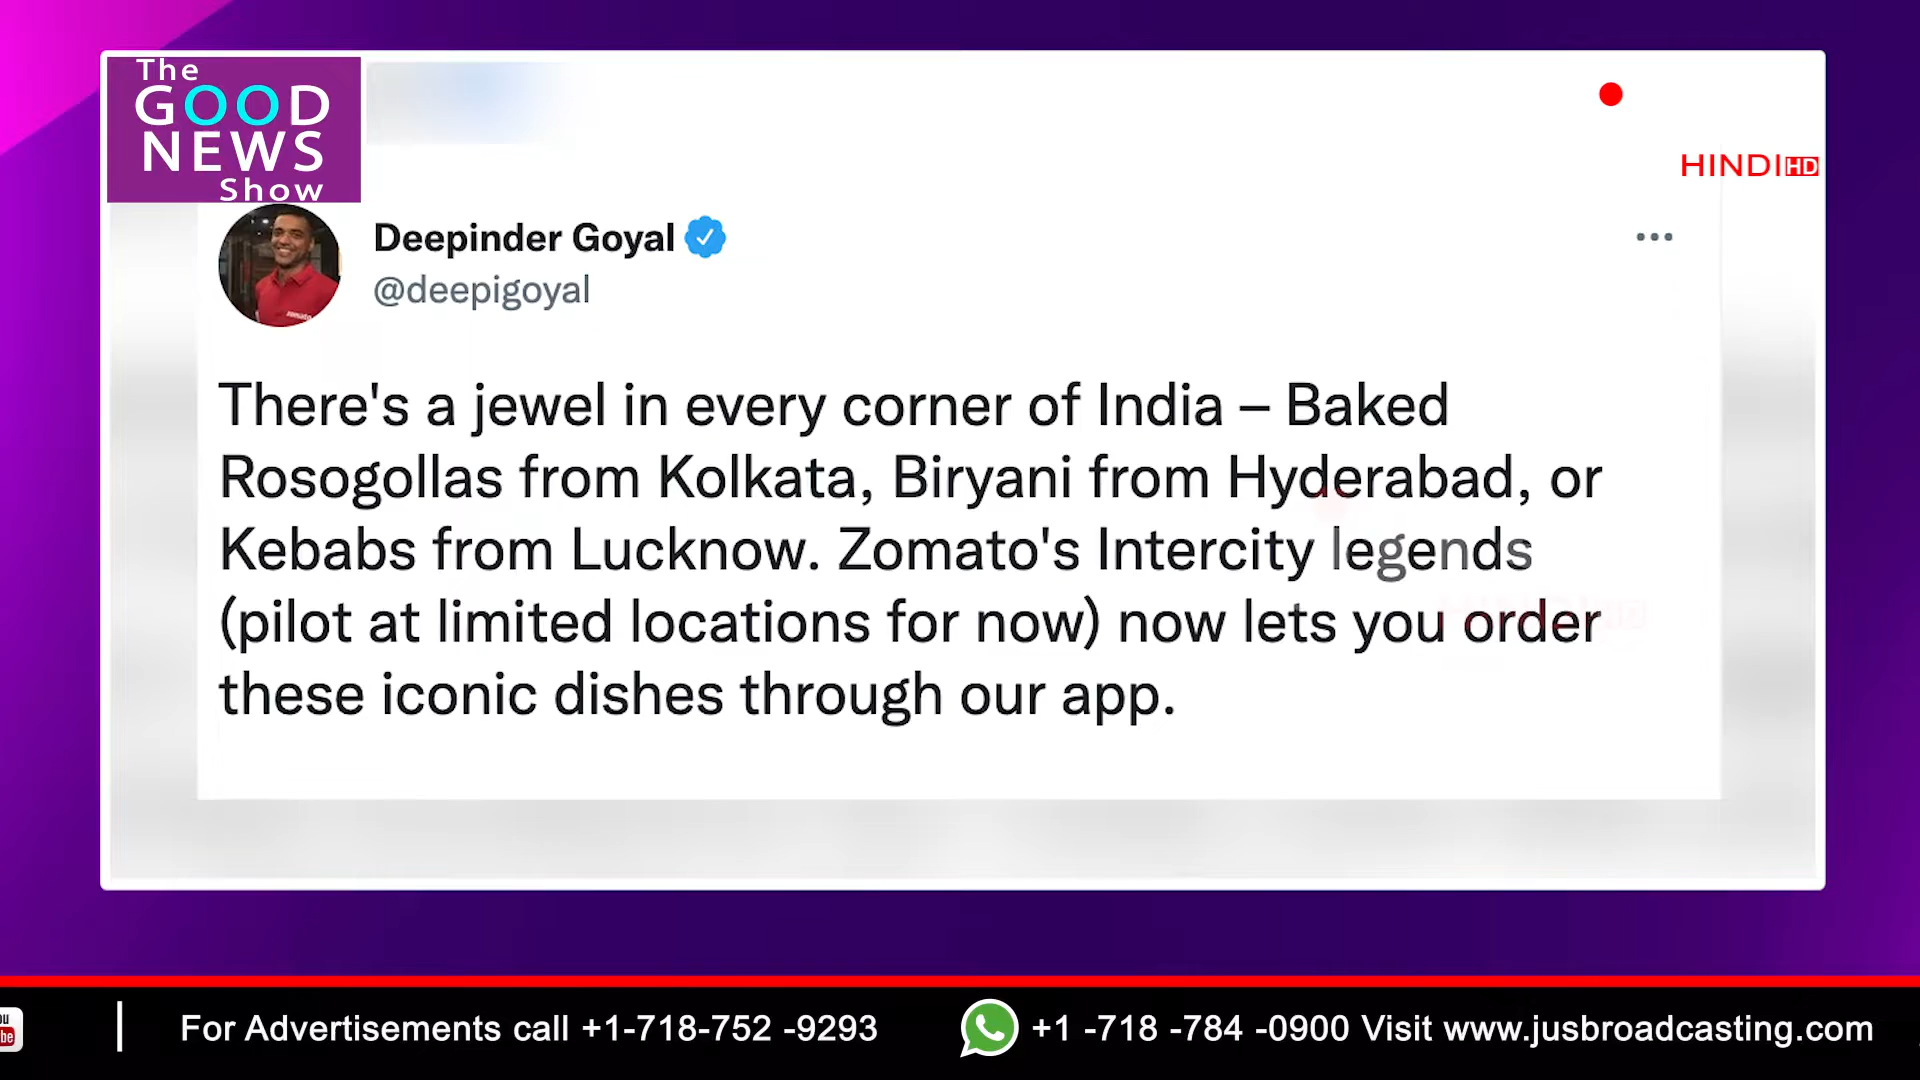 The
GOOD
NEWS
Show
HINDI HD
Deepinder Goyal
@deepigoyal
There's a jewel in every corner of India – Baked
Rosogollas from Kolkata, Biryani from Hyderabad, or
Kebabs from Lucknow. Zomato's Intercity legends
(pilot at limited locations for now) now lets you order
these iconic dishes through our app.
For Advertisements call +1-718-752 -9293
+1 -718 -784 -0900 Visit www.jusbroadcasting.com